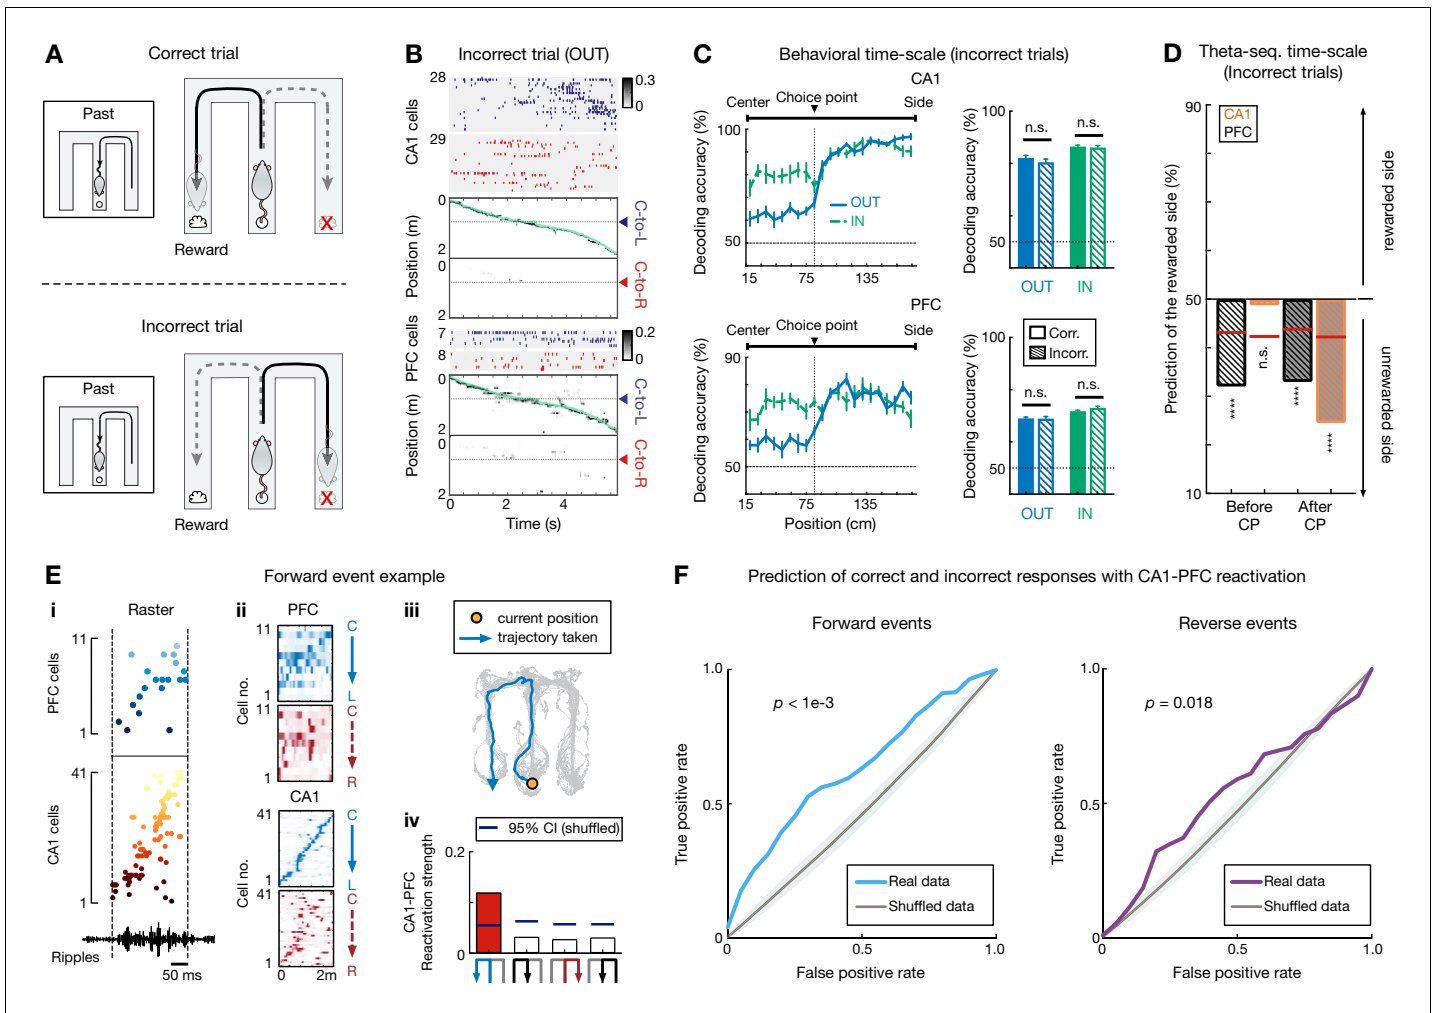 A
Correct trial
Past
Reward
X
Incorrect trial
Past
Reward
X
B
Incorrect trial (OUT)
CA1 cells
28
29
0.3
0
Position (m)
0
2
0
2
C-to-L
C-to-R
PFC cells
7
1
8
1
0.2
0
Position (m)
0
2
0
2
C-to-L
C-to-R
0
2
4
Time (s)
C
Behavioral time-scale (incorrect trials)
CA1
Center
Choice point
Side
Decoding accuracy (%)
100
50
OUT
IN
15
75
135
Decoding accuracy (%)
100
50
n.s.
n.s.
OUT
IN
PFC
Center
Choice point
Side
Decoding accuracy (%)
90
50
15
75
135
Position (cm)
Decoding accuracy (%)
100
50
Corr.
Incorr.
n.s.
n.s.
OUT
IN
D
Theta-seq. time-scale
(Incorrect trials)
Prediction of the rewarded side (%)
90
50
10
CA1
PFC
****
n.s.
****
****
Before
CP
After
CP
rewarded side
unrewarded side
E
Forward event example
i
Raster
PFC cells
11
1
CA1 cells
41
1
Ripples
50 ms
ii
PFC
Cell no.
11
1
11
1
C
L
C
R
CA1
Cell no.
41
1
41
1
C
L
C
R
0
2m
iii
current position
trajectory taken
iv
95% CI (shuffled)
CA1-PFC
Reactivation strength
0.2
0
F
Prediction of correct and incorrect responses with CA1-PFC reactivation
Forward events
p < 1e-3
True positive rate
1.0
0.5
0
0
0.5
1.0
Real data
Shuffled data
False positive rate
Reverse events
p = 0.018
True positive rate
1.0
0.5
0
0
0.5
1.0
Real data
Shuffled data
False positive rate